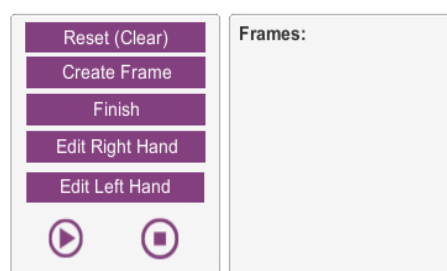 Reset (Clear)
Create Frame
Finish
Edit Right Hand
Edit Left Hand
Frames: